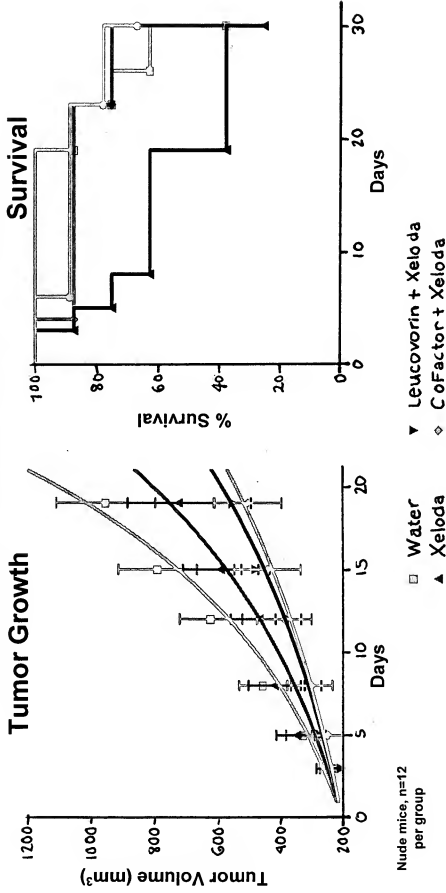 Tumor Growth
Tumor Volume (mm³)
1200
1000
800
600
400
200
0
5
10
15
20
Days
Nude mice, n=12
per group
Water
Xeloda
Survival
% Survival
100
80
60
40
20
0
0
10
20
30
Days
Leucovorin + Xeloda
CoFactor + Xeloda